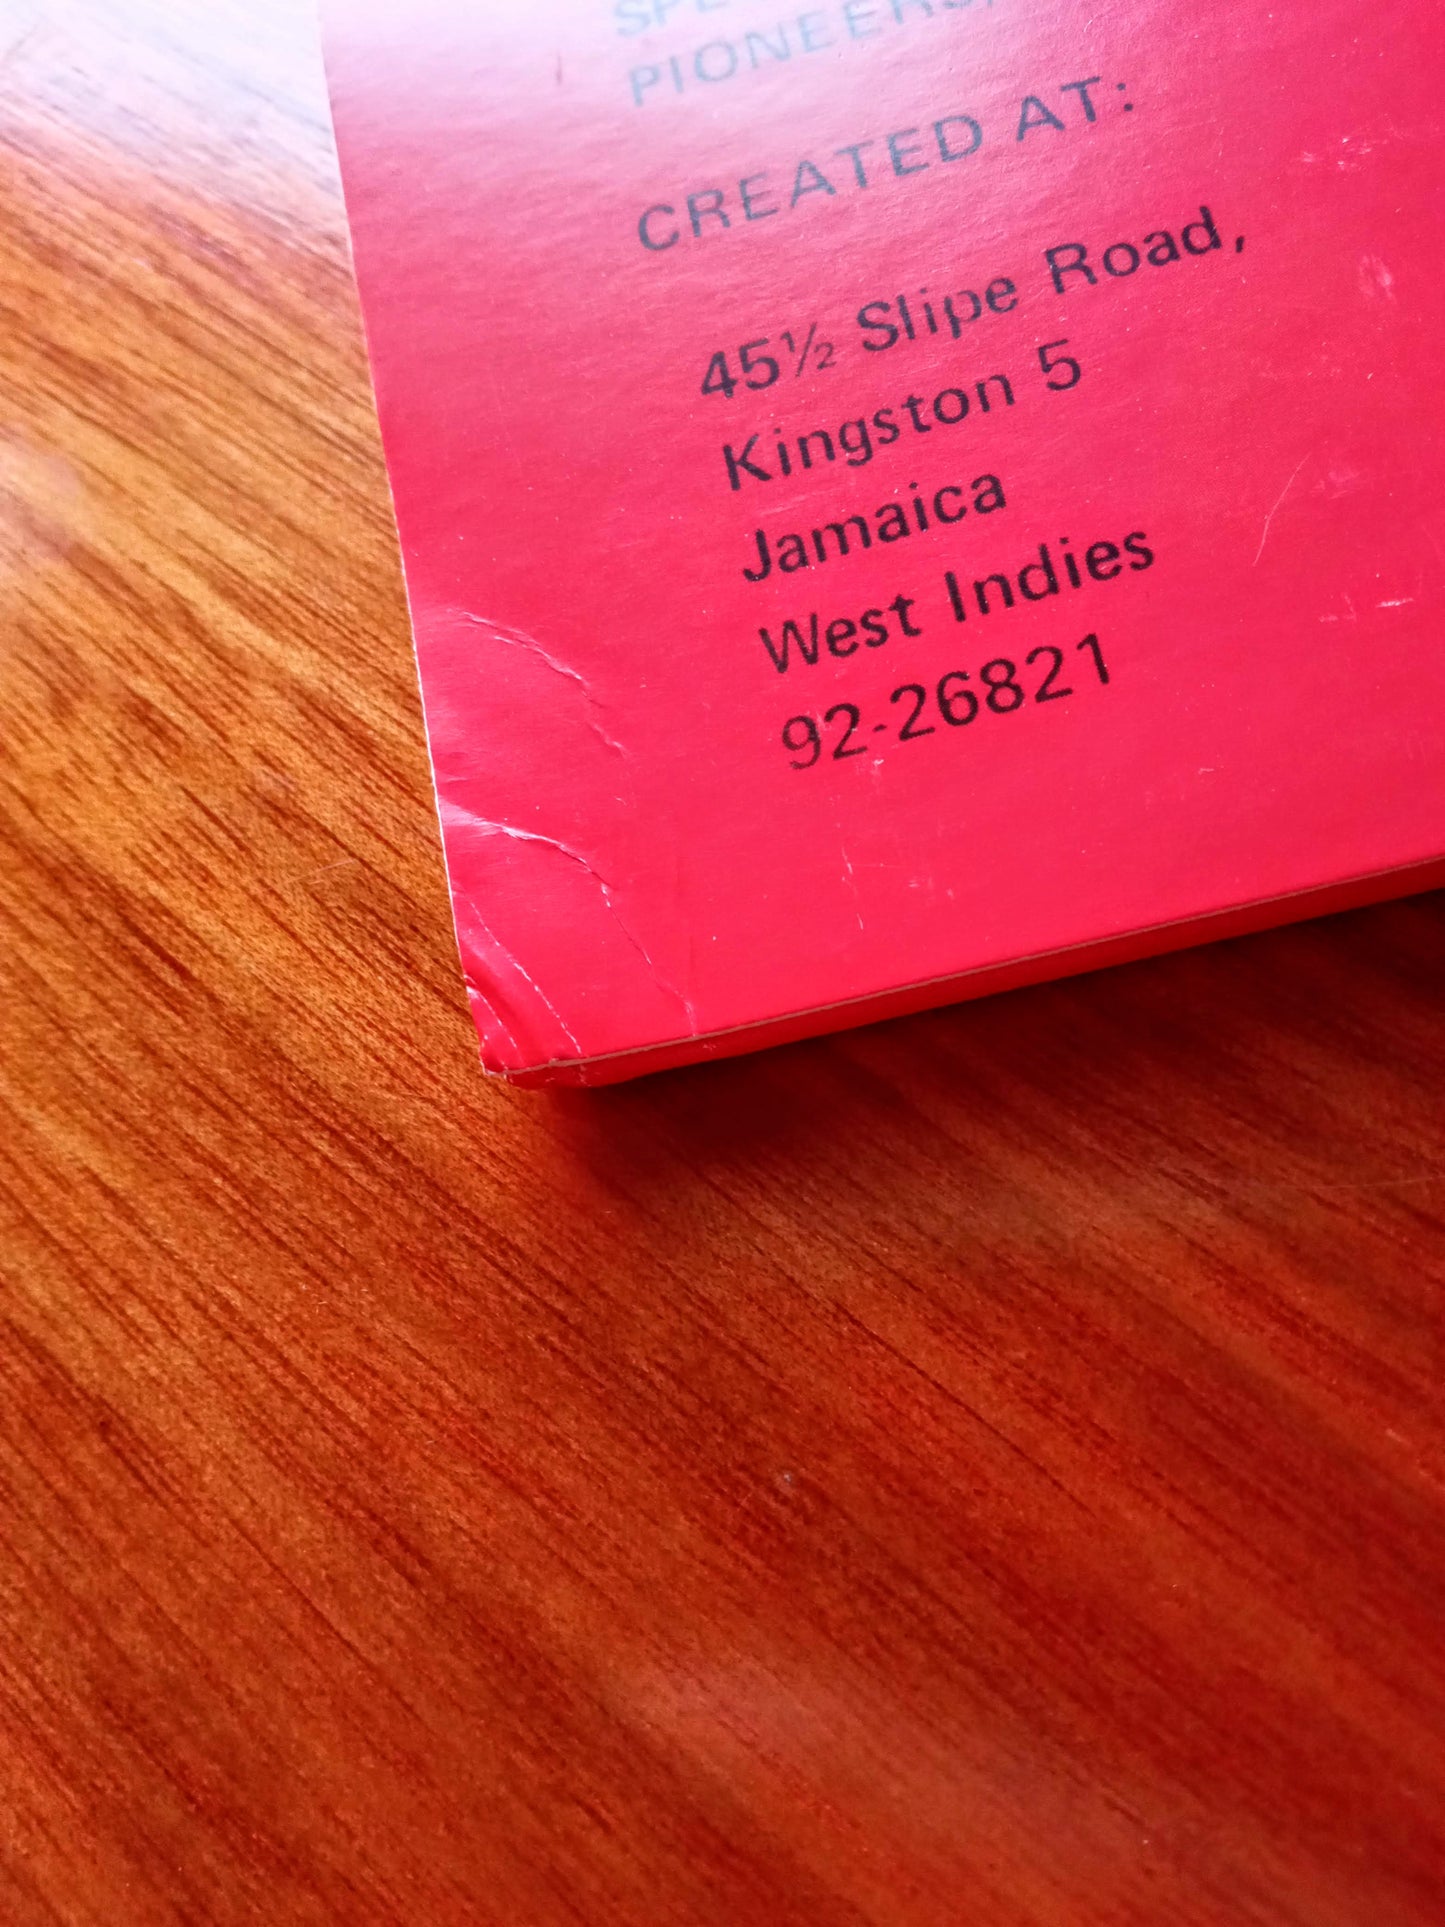 PIONEERS,
CREATED AT:
45½ Slipe Road,
Kingston 5
Jamaica
West Indies
92-26821